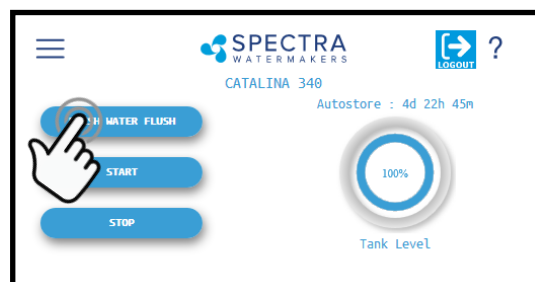 SPECTRA
WATERMAKERS
LOGOUT
?
CATALINA 340
Autostore : 4d 22h 45m
H WATER FLUSH
START
100%
STOP
Tank Level